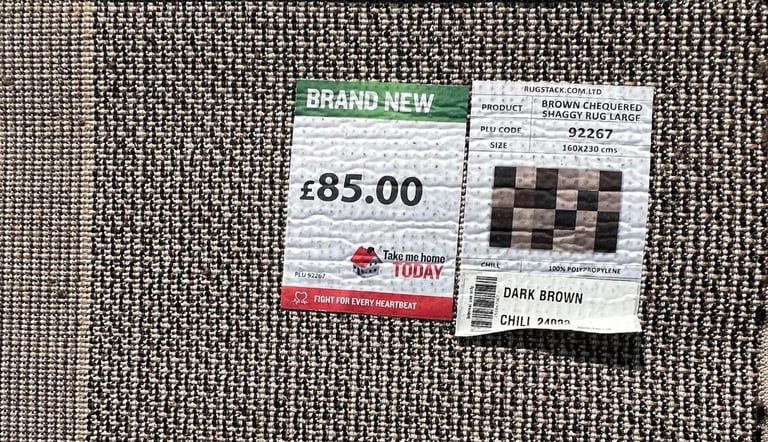 BRAND NEW
£85.00
Take me home
TODAY
PLU 92267
FIGHT FOR EVERY HEARTBEAT
RUGSTACK.COM.LTD
PRODUCT BROWN CHEQUERED SHAGGY RUG LARGE
PLU CODE 92267
SIZE 160X230 cms
CHILL 100% POLYPROPYLENE
DARK BROWN
CHILL